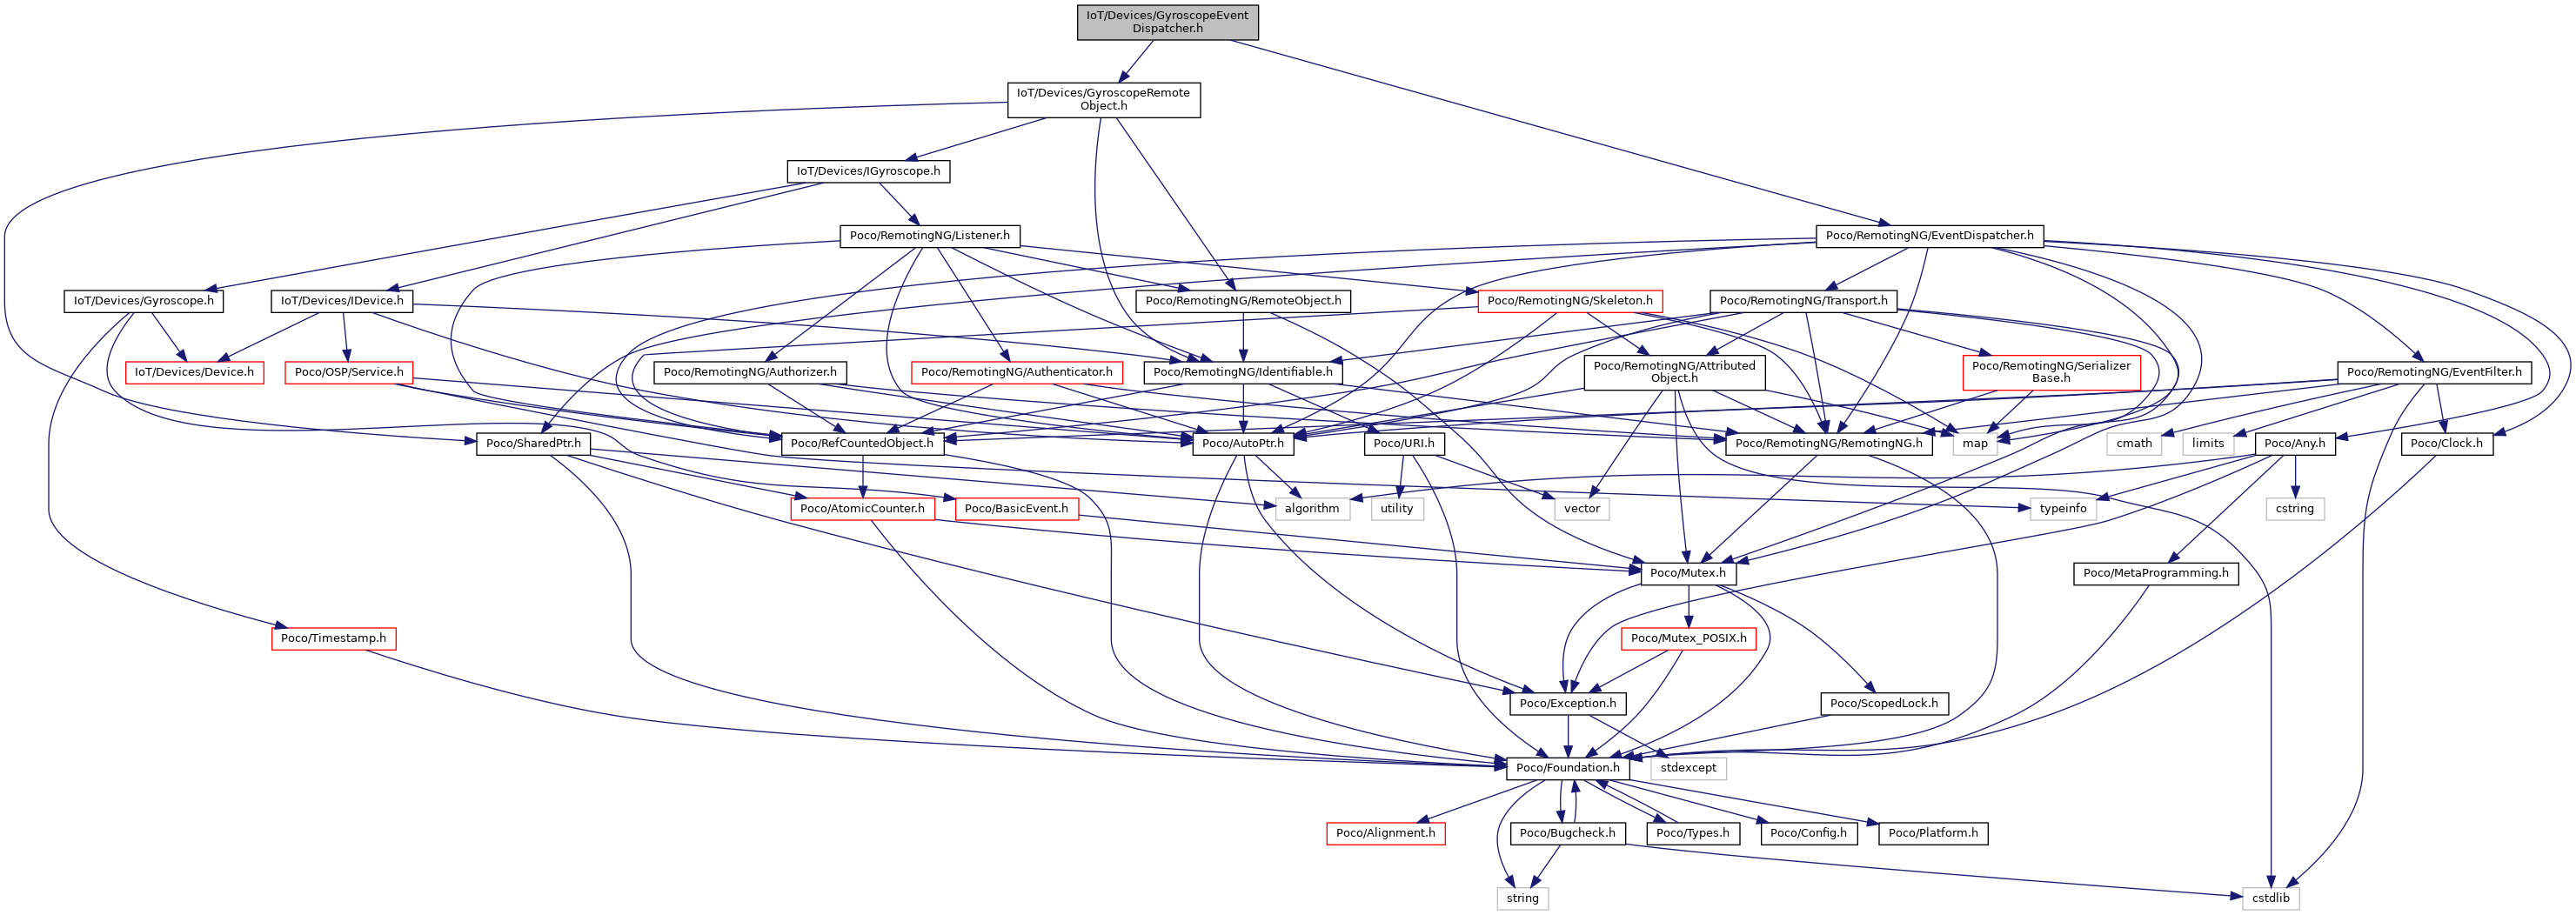 IoT/Devices/GyroscopeEvent
Dispatcher.h
IoT/Devices/GyroscopeRemote
Object.h
IoT/Devices/IGyroscope.h
Poco/RemotingNG/Listener.h
Poco/RemotingNG/EventDispatcher.h
IoT/Devices/Gyroscope.h
IoT/Devices/IDevice.h
Poco/RemotingNG/RemoteObject.h
Poco/RemotingNG/Skeleton.h
Poco/RemotingNG/Transport.h
IoT/Devices/Device.h
Poco/OSP/Service.h
Poco/RemotingNG/Authorizer.h
Poco/RemotingNG/Authenticator.h
Poco/RemotingNG/Identifiable.h
Poco/RemotingNG/Attributed
Object.h
Poco/RemotingNG/Serializer
Base.h
Poco/RemotingNG/EventFilter.h
Poco/SharedPtr.h
Poco/RefCountedObject.h
Poco/AutoPtr.h
Poco/URI.h
Poco/RemotingNG/RemotingNG.h
map
cmath
limits
Poco/Any.h
Poco/Clock.h
Poco/AtomicCounter.h
Poco/BasicEvent.h
algorithm
utility
vector
typeinfo
cstring
Poco/Mutex.h
Poco/MetaProgramming.h
Poco/Timestamp.h
Poco/Mutex_POSIX.h
Poco/Exception.h
Poco/ScopedLock.h
Poco/Foundation.h
stdexcept
Poco/Alignment.h
Poco/Bugcheck.h
Poco/Types.h
Poco/Config.h
Poco/Platform.h
string
cstdlib